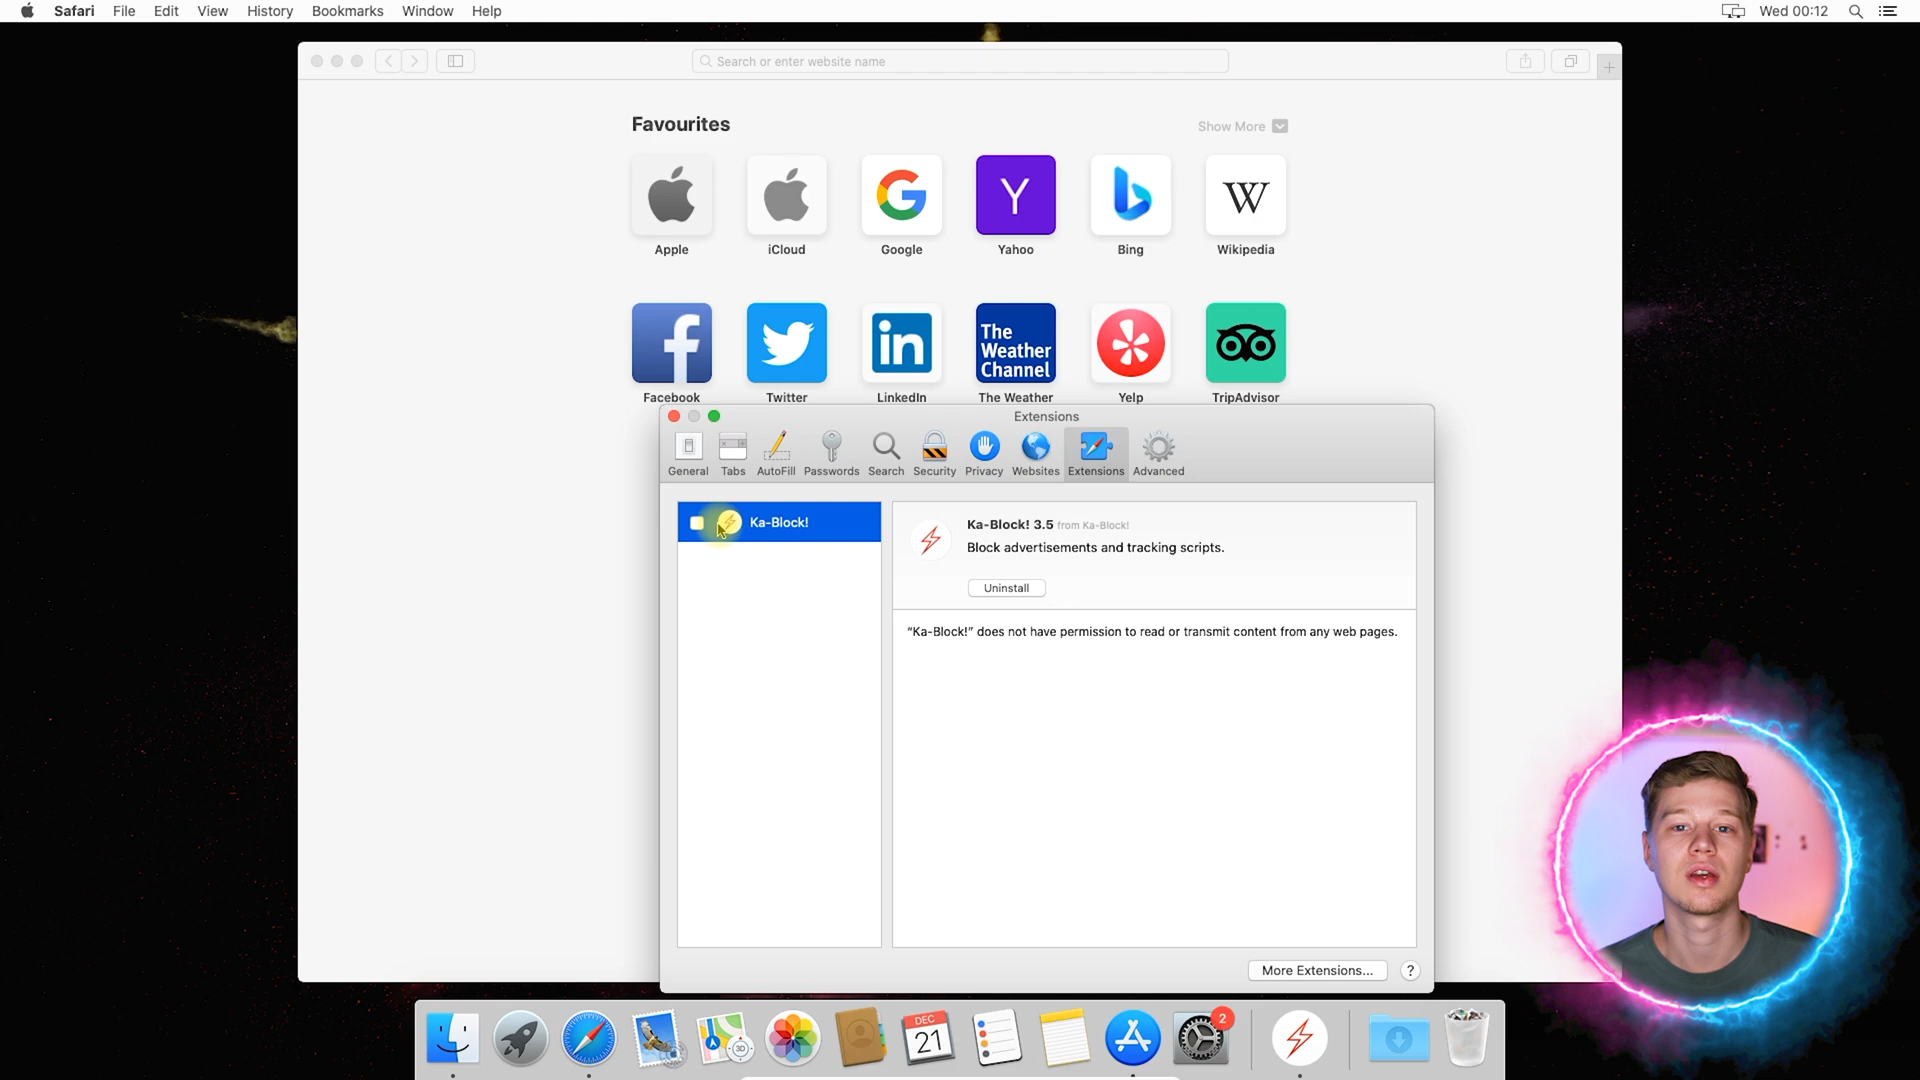 Safari File Edit View History Bookmarks Window Help Wed 00:12
Search or enter website name
Favourites
Show More
Apple iCloud Google Yahoo Bing Wikipedia
The
Weather
Channel
Facebook Twitter LinkedIn The Weather Yelp TripAdvisor
Extensions
General Tabs AutoFill Passwords Search Security Privacy Websites Extensions Advanced
Ka-Block!
Ka-Block! 3.5 from Ka-Block!
Block advertisements and tracking scripts.
Uninstall
“Ka-Block!” does not have permission to read or transmit content from any web pages.
More Extensions... ?
3D
DEC
21
2